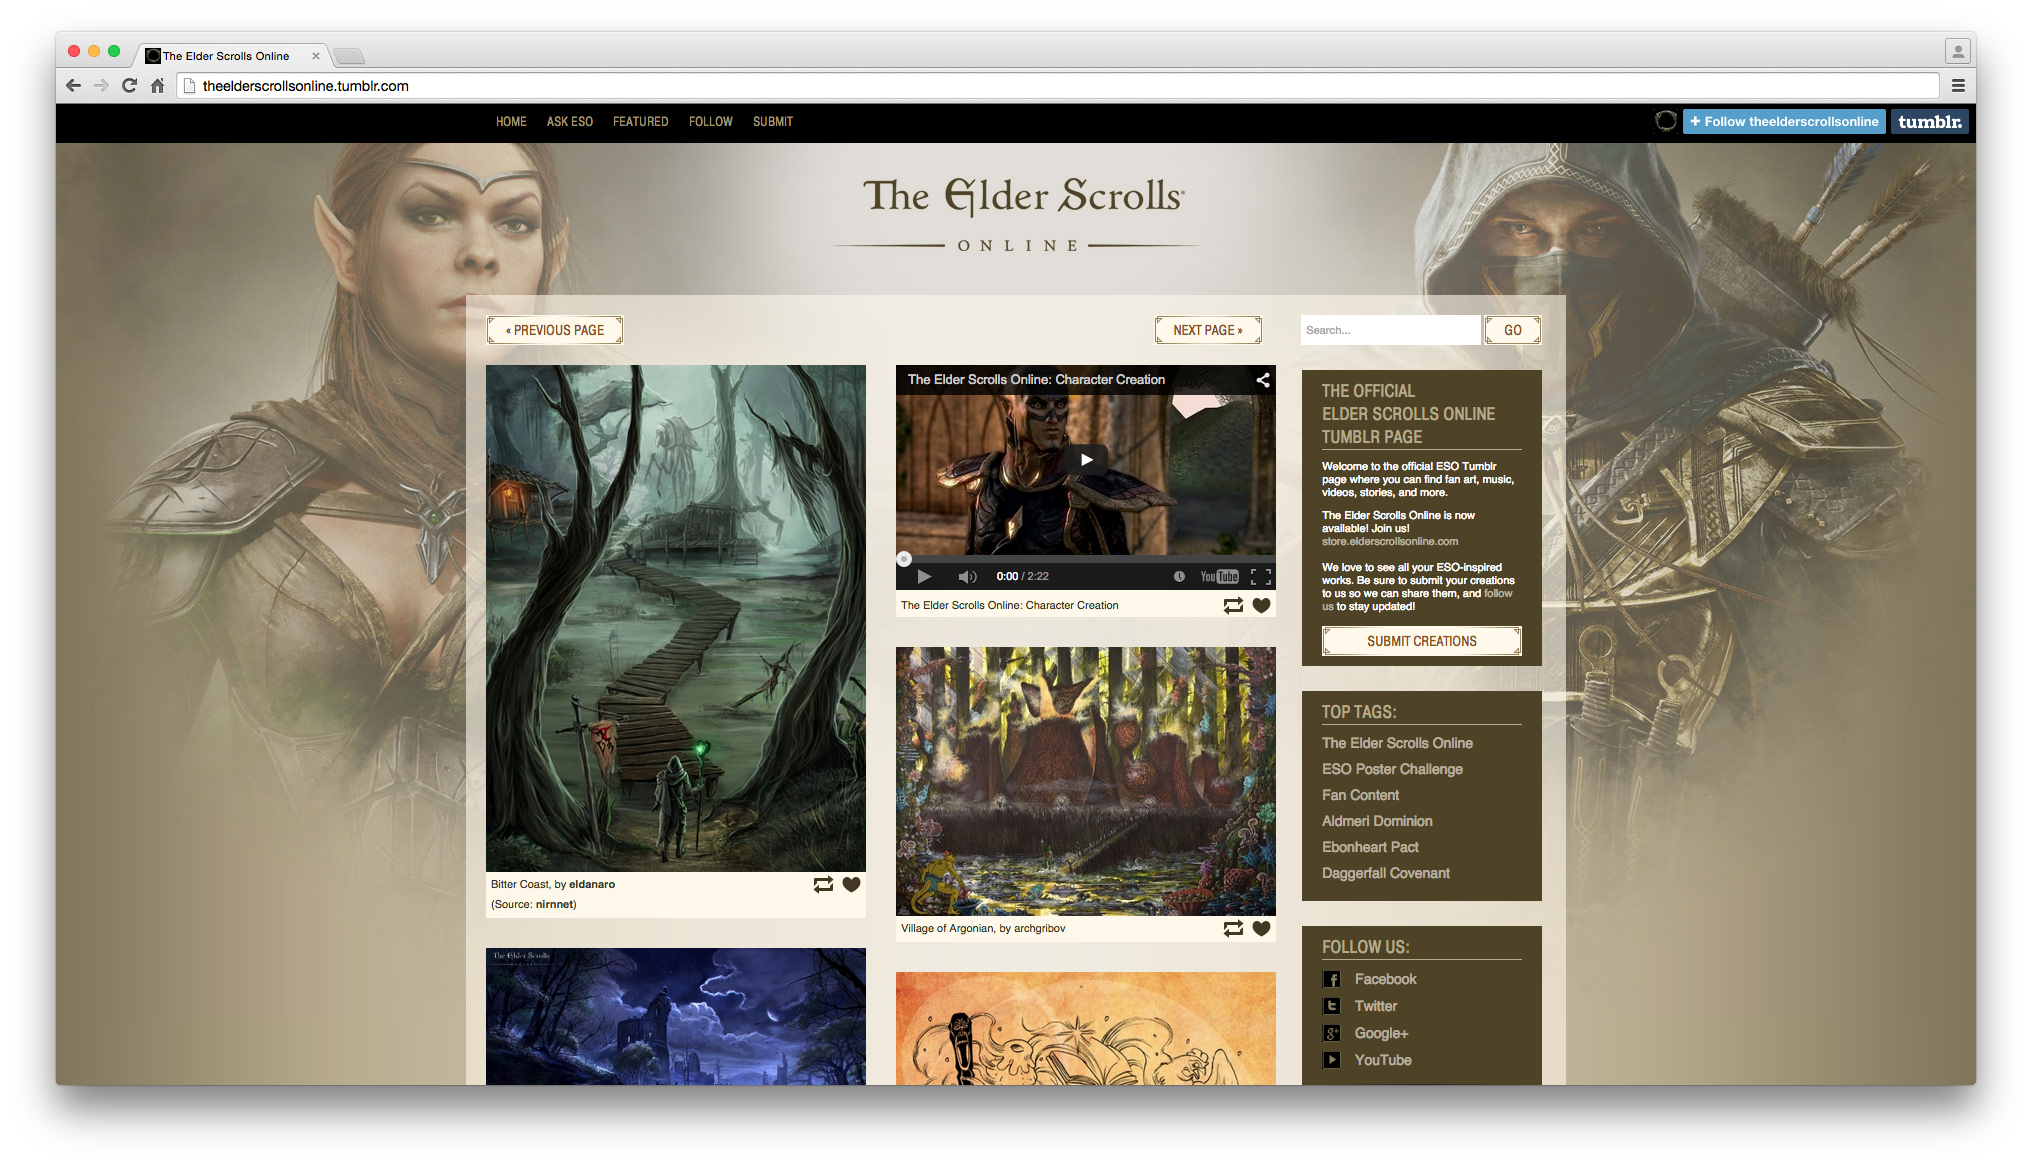 The Elder Scrolls Online
theelderscrollsonline.tumblr.com
HOME ASK ESO FEATURED FOLLOW SUBMIT
+ Follow theelderscrollsonline
tumblr.
The Elder Scrolls®
ONLINE
« PREVIOUS PAGE
NEXT PAGE »
Search...
GO
The Elder Scrolls Online: Character Creation
0:00 / 2:22
YouTube
The Elder Scrolls Online: Character Creation
Bitter Coast, by eldanaro
(Source: nirnnet)
Village of Argonian, by archgribov
The Elder Scrolls
ONLINE
THE OFFICIAL
ELDER SCROLLS ONLINE
TUMBLR PAGE
Welcome to the official ESO Tumblr
page where you can find fan art, music,
videos, stories, and more.
The Elder Scrolls Online is now
available! Join us!
store.elderscrollsonline.com
We love to see all your ESO-inspired
works. Be sure to submit your creations
to us so we can share them, and follow
us to stay updated!
SUBMIT CREATIONS
TOP TAGS:
The Elder Scrolls Online
ESO Poster Challenge
Fan Content
Aldmeri Dominion
Ebonheart Pact
Daggerfall Covenant
FOLLOW US:
Facebook
Twitter
Google+
YouTube